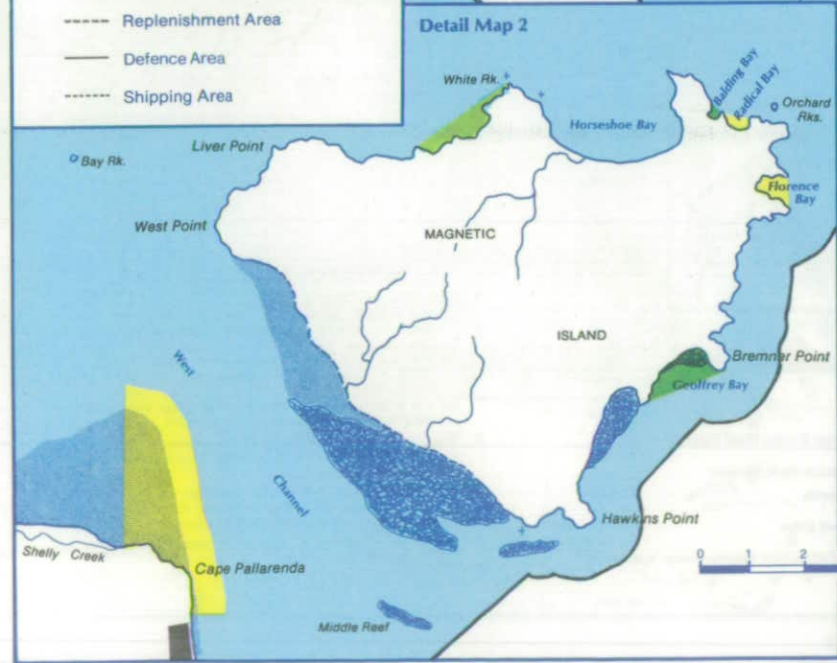 Replenishment Area
Defence Area
Shipping Area
Detail Map 2
White Rk.
Balding Bay
Radical Bay
Orchard
Rks.
Horseshoe Bay
Liver Point
Bay Rk.
Florence
Bay
West Point
MAGNETIC
ISLAND
Bremner Point
Geoffrey Bay
West
Channel
Hawkins Point
Shelly Creek
Cape Pallarenda
0 1 2
Middle Reef